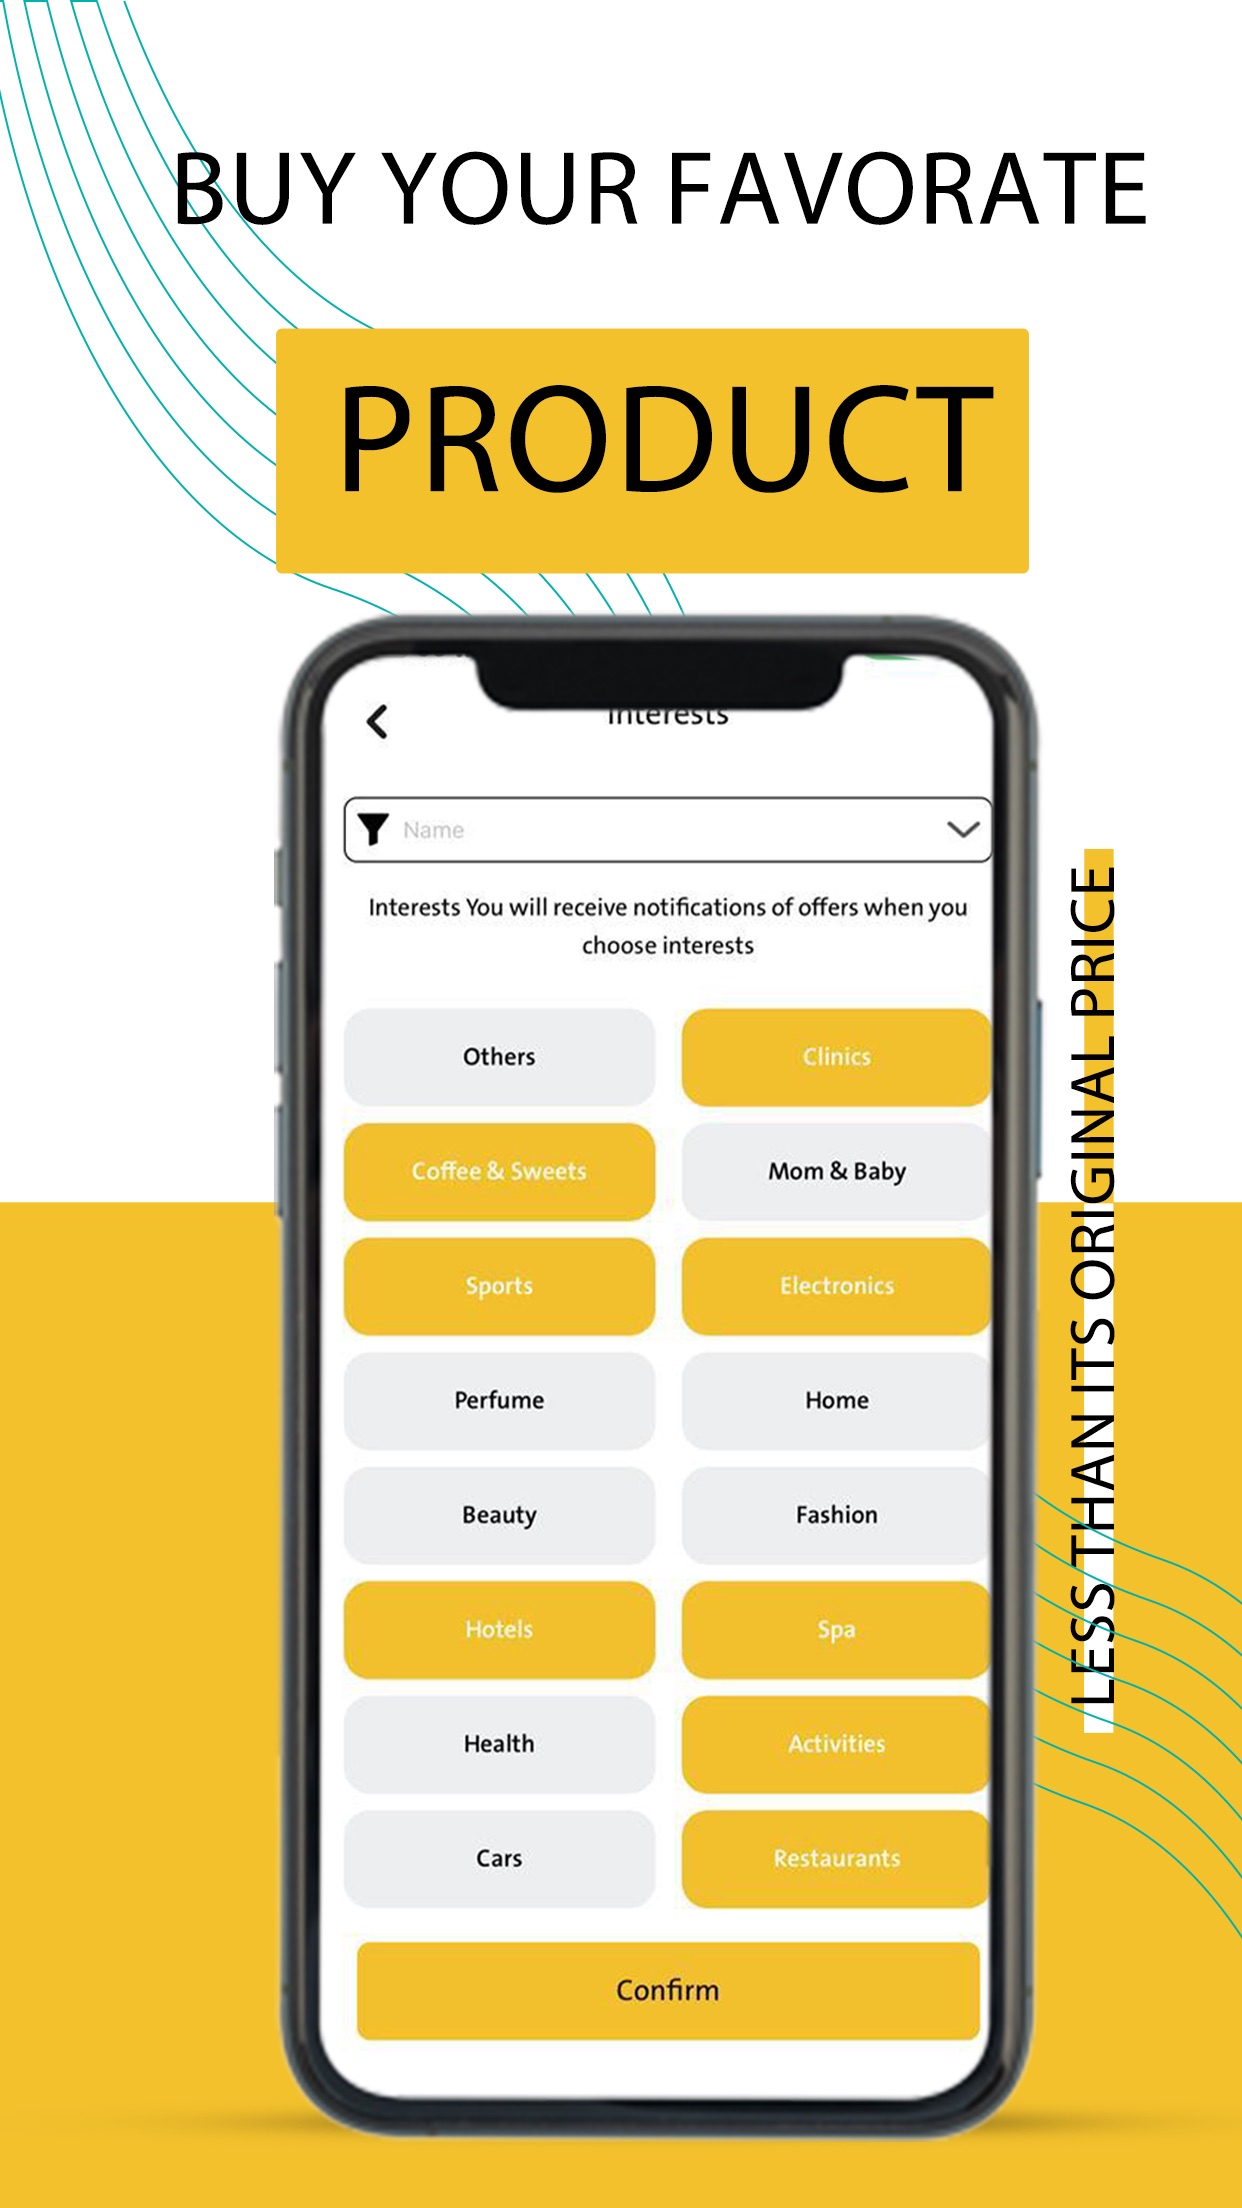 BUY YOUR FAVORATE
PRODUCT
Interests
Name
Interests You will receive notifications of offers when you
choose interests
Others
Clinics
Coffee & Sweets
Mom & Baby
Sports
Electronics
Perfume
Home
Beauty
Fashion
Hotels
Spa
Health
Activities
Cars
Restaurants
Confirm
LESS THAN ITS ORIGINAL PRICE